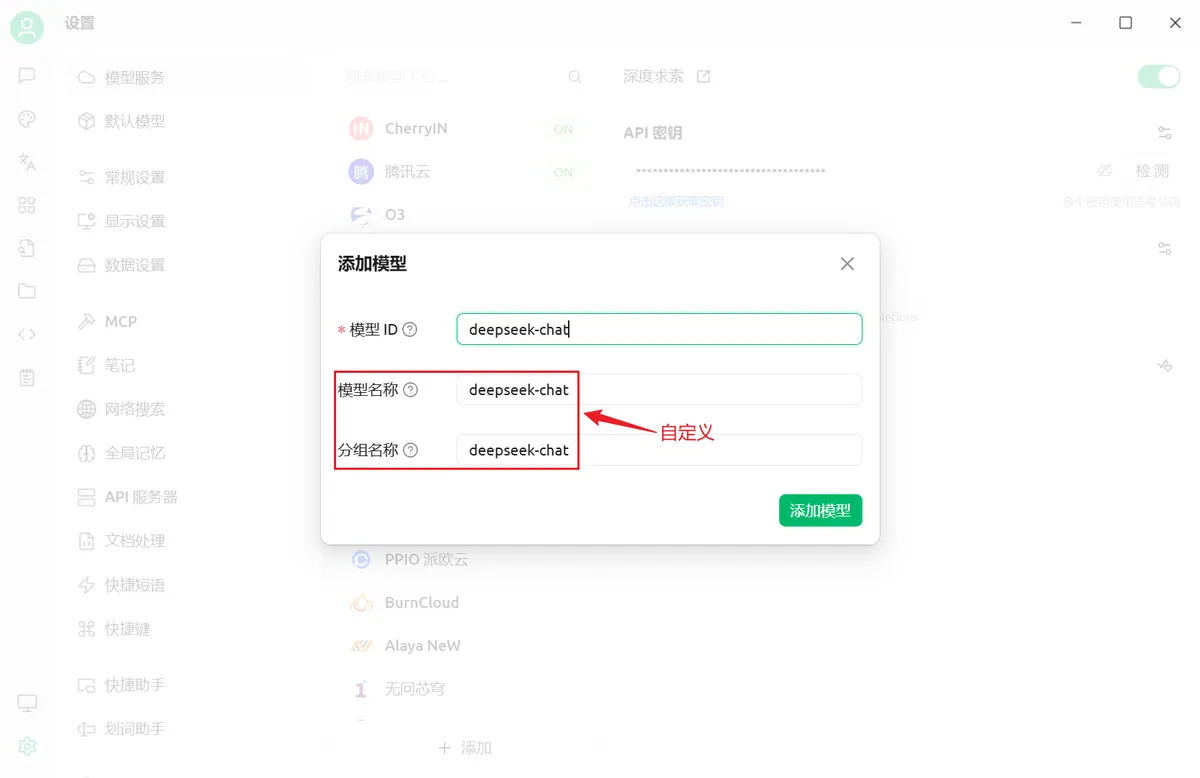 设置
模型服务
默认模型
常规设置
显示设置
数据设置
MCP
笔记
网络搜索
全局记忆
API 服务器
文档处理
快捷短语
快捷键
快捷助手
划词助手
搜索模型平台...
CherryIN ON
腾讯云 ON
O3
PPIO 派欧云
BurnCloud
Alaya NeW
无问芯穹
+ 添加
深度求索
API 密钥
检测
点击这里获取密钥
多个密钥使用逗号分隔
添加模型
* 模型 ID deepseek-chat
模型名称 deepseek-chat
分组名称 deepseek-chat
自定义
添加模型